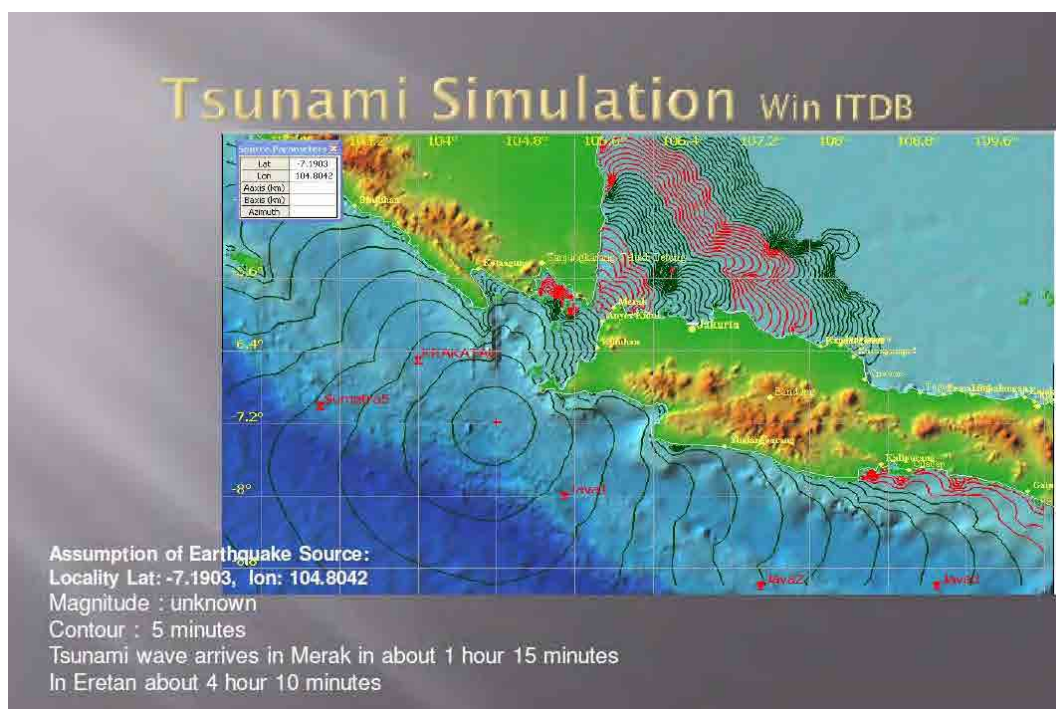 Tsunami Simulation Win ITDB
104° 104.8° 105.6° 106.4 107.2° 108° 108.8° 109.6°
Source Parameters
Lat -7.1903
Lon 104.8042
Aaxis (km)
Baxis (km)
Azimuth
Merak
Jakarta
-6.4°
KRAKATAU
Sumatra5
Bandung
-7.2°
-8°
Java1
Java2
Java3
Assumption of Earthquake Source:
Locality Lat: -7.1903, lon: 104.8042
Magnitude : unknown
Contour : 5 minutes
Tsunami wave arrives in Merak in about 1 hour 15 minutes
In Eretan about 4 hour 10 minutes